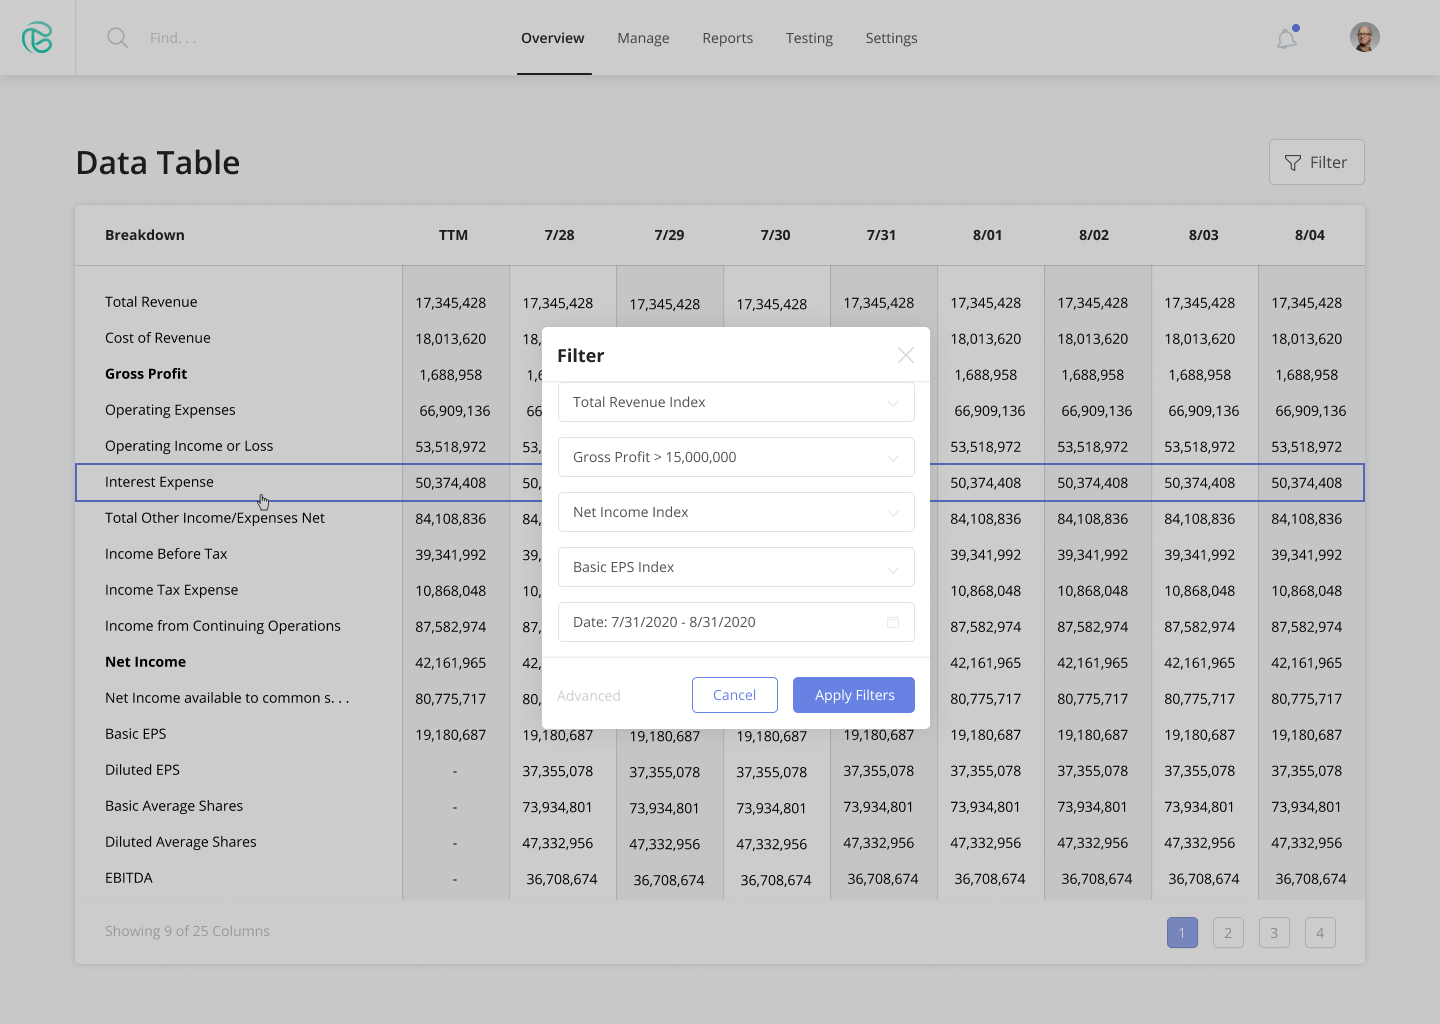 Find. . .
Overview Manage Reports Testing Settings
Data Table
Filter
Breakdown TTM 7/28 7/29 7/30 7/31 8/01 8/02 8/03 8/04
Total Revenue 17,345,428 17,345,428 17,345,428 17,345,428 17,345,428 17,345,428 17,345,428 17,345,428 17,345,428
Cost of Revenue 18,013,620 18, 18,013,620 18,013,620 18,013,620 18,013,620
Gross Profit 1,688,958 1,6 1,688,958 1,688,958 1,688,958 1,688,958
Operating Expenses 66,909,136 66 66,909,136 66,909,136 66,909,136 66,909,136
Operating Income or Loss 53,518,972 53, 53,518,972 53,518,972 53,518,972 53,518,972
Interest Expense 50,374,408 50, 50,374,408 50,374,408 50,374,408 50,374,408
Total Other Income/Expenses Net 84,108,836 84, 84,108,836 84,108,836 84,108,836 84,108,836
Income Before Tax 39,341,992 39, 39,341,992 39,341,992 39,341,992 39,341,992
Income Tax Expense 10,868,048 10, 10,868,048 10,868,048 10,868,048 10,868,048
Income from Continuing Operations 87,582,974 87, 87,582,974 87,582,974 87,582,974 87,582,974
Net Income 42,161,965 42, 42,161,965 42,161,965 42,161,965 42,161,965
Net Income available to common s. . . 80,775,717 80, 80,775,717 80,775,717 80,775,717 80,775,717
Basic EPS 19,180,687 19,180,687 19,180,687 19,180,687 19,180,687 19,180,687 19,180,687 19,180,687 19,180,687
Diluted EPS - 37,355,078 37,355,078 37,355,078 37,355,078 37,355,078 37,355,078 37,355,078 37,355,078
Basic Average Shares - 73,934,801 73,934,801 73,934,801 73,934,801 73,934,801 73,934,801 73,934,801 73,934,801
Diluted Average Shares - 47,332,956 47,332,956 47,332,956 47,332,956 47,332,956 47,332,956 47,332,956 47,332,956
EBITDA - 36,708,674 36,708,674 36,708,674 36,708,674 36,708,674 36,708,674 36,708,674 36,708,674
Showing 9 of 25 Columns 1 2 3 4
Filter
Total Revenue Index
Gross Profit > 15,000,000
Net Income Index
Basic EPS Index
Date: 7/31/2020 - 8/31/2020
Advanced Cancel Apply Filters